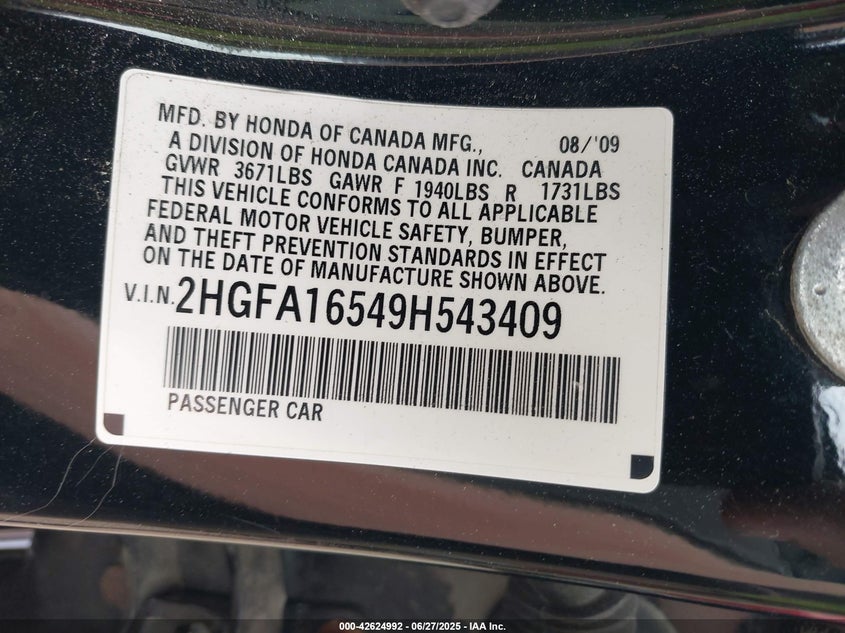 MFD. BY HONDA OF CANADA MFG., 08/'09
A DIVISION OF HONDA CANADA INC. CANADA
GVWR 3671LBS GAWR F 1940LBS R 1731LBS
THIS VEHICLE CONFORMS TO ALL APPLICABLE
FEDERAL MOTOR VEHICLE SAFETY, BUMPER,
AND THEFT PREVENTION STANDARDS IN EFFECT
ON THE DATE OF MANUFACTURE SHOWN ABOVE.
V.I.N. 2HGFA16549H543409
PASSENGER CAR
000-42624992 - 06/27/2025 - IAA Inc.